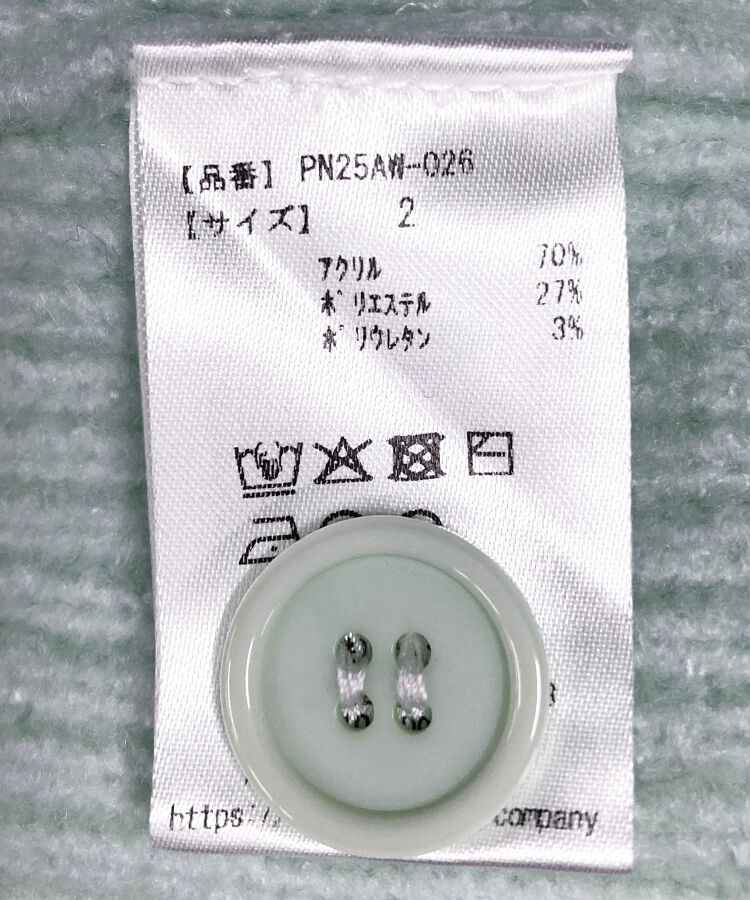 【品番】 PN25AW-026
【サイズ】 2
アクリル 70%
ポリエステル 27%
ポリウレタン 3%
https:/
company